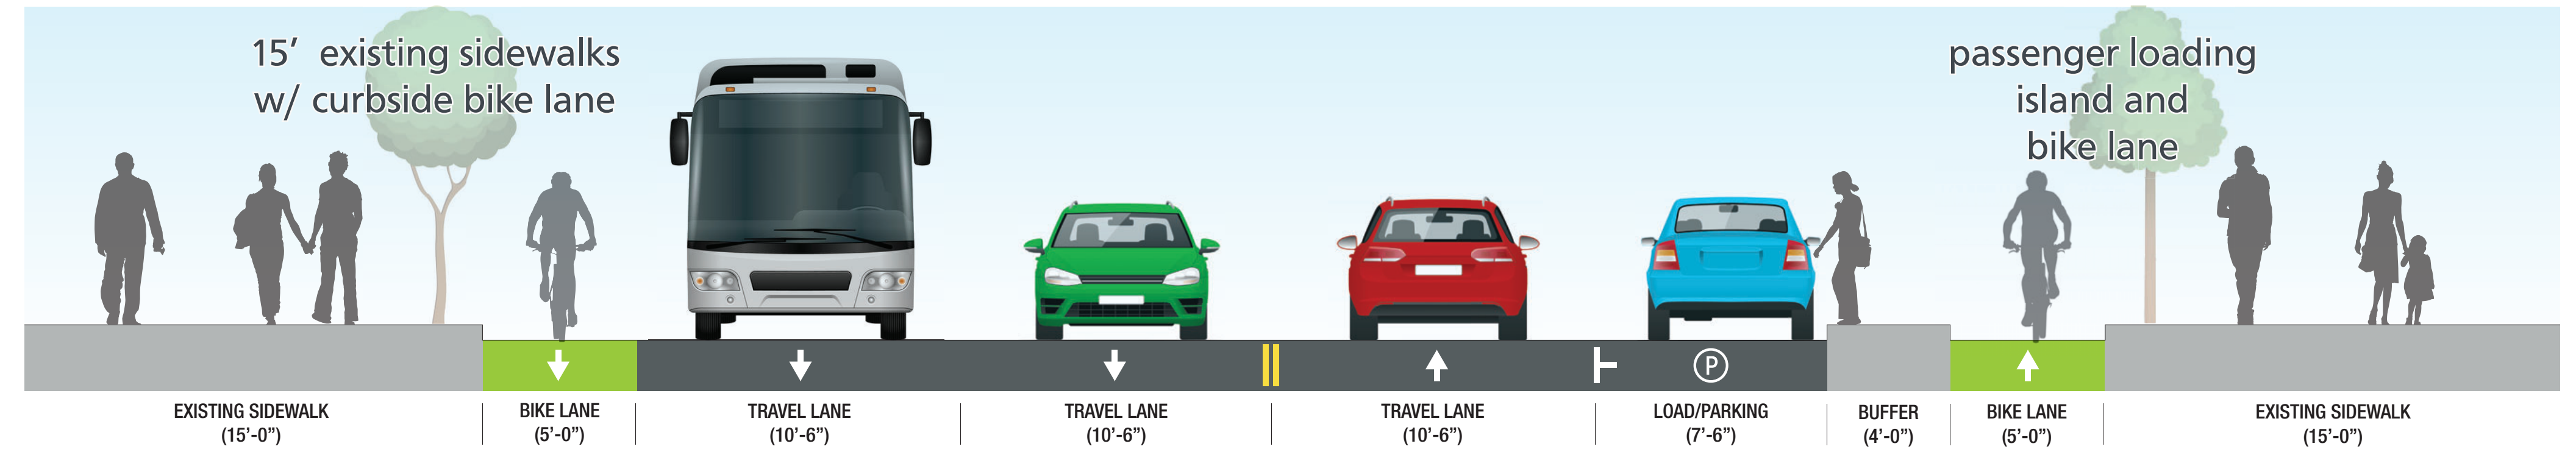 15’ existing sidewalks
w/ curbside bike lane
passenger loading
island and
bike lane
P
EXISTING SIDEWALK
(15’-0”)
BIKE LANE
(5’-0”)
TRAVEL LANE
(10’-6”)
TRAVEL LANE
(10’-6”)
TRAVEL LANE
(10’-6”)
LOAD/PARKING
(7’-6”)
BUFFER
(4’-0”)
BIKE LANE
(5’-0”)
EXISTING SIDEWALK
(15’-0”)